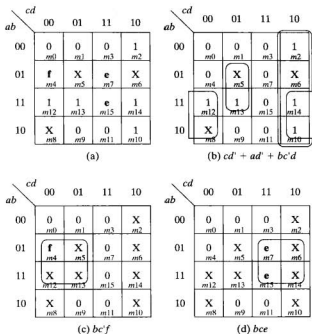 cd cd
ab 00 01 11 10 ab 00 01 11 10
00 0 0 0 1 00 0 0 0 1
m0 m1 m3 m2 m0 m1 m3 m2
01 f X e X 01 0 X 0 X
m4 m5 m7 m6 m4 m5 m7 m6
11 1 1 e 1 11 1 1 0 1
m12 m13 m15 m14 m12 m13 m15 m14
10 X 0 0 1 10 X 0 0 1
m8 m9 m11 m10 m8 m9 m11 m10
(a) (b) cd' + ad' + bc'd
cd cd
ab 00 01 11 10 ab 00 01 11 10
00 0 0 0 X 00 0 0 0 X
m0 m1 m3 m2 m0 m1 m3 m2
01 f X 0 X 01 0 X e X
m4 m5 m7 m6 m4 m5 m7 m6
11 X X 0 X 11 X X e X
m12 m13 m15 m14 m12 m13 m15 m14
10 X 0 0 X 10 X 0 0 X
m8 m9 m11 m10 m8 m9 m11 m10
(c) bc'f (d) bce